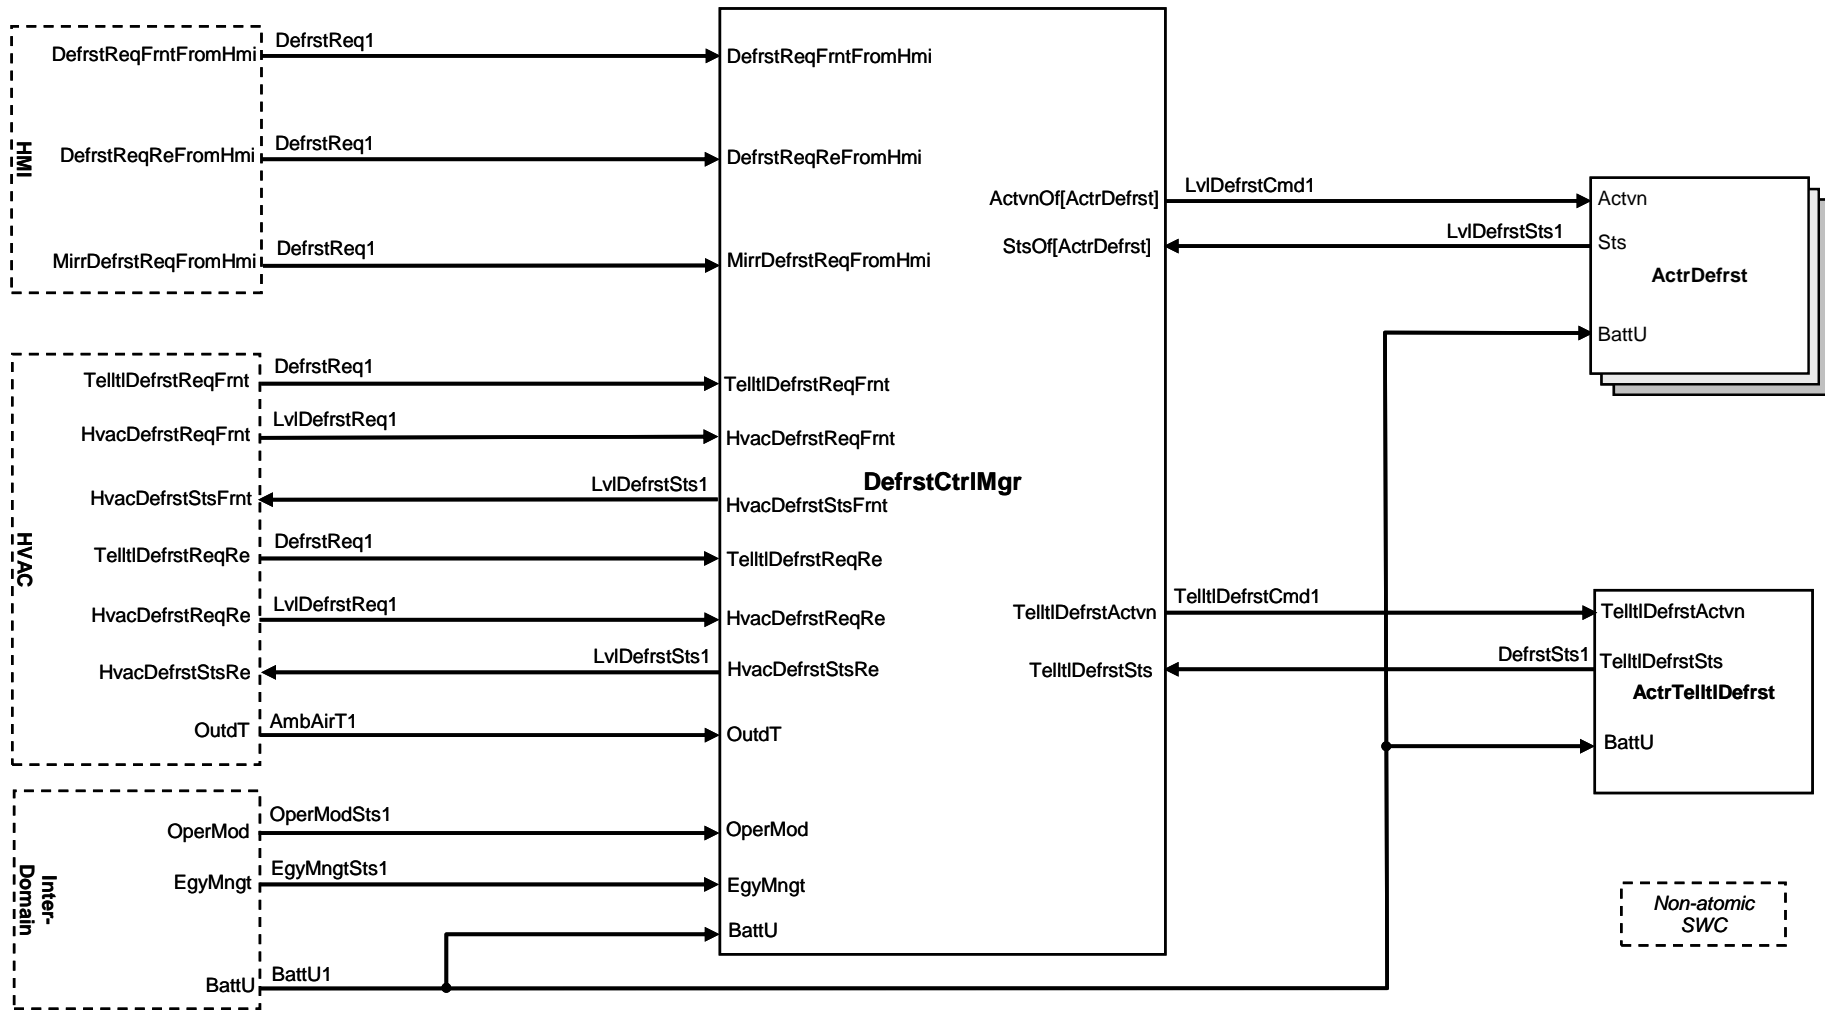 HMI
DefrstReqFrntFromHmi
DefrstReq1
DefrstReqFrntFromHmi
DefrstReqReFromHmi
DefrstReq1
DefrstReqReFromHmi
MirrDefrstReqFromHmi
DefrstReq1
MirrDefrstReqFromHmi
HVAC
TelltlDefrstReqFrnt
DefrstReq1
TelltlDefrstReqFrnt
HvacDefrstReqFrnt
LvlDefrstReq1
HvacDefrstReqFrnt
HvacDefrstStsFrnt
LvlDefrstSts1
HvacDefrstStsFrnt
TelltlDefrstReqRe
DefrstReq1
TelltlDefrstReqRe
HvacDefrstReqRe
LvlDefrstReq1
HvacDefrstReqRe
HvacDefrstStsRe
LvlDefrstSts1
HvacDefrstStsRe
OutdT
AmbAirT1
OutdT
Inter-
Domain
OperMod
OperModSts1
OperMod
EgyMngt
EgyMngtSts1
EgyMngt
BattU
BattU1
BattU
DefrstCtrlMgr
ActvnOf[ActrDefrst]
LvlDefrstCmd1
Actvn
StsOf[ActrDefrst]
LvlDefrstSts1
Sts
ActrDefrst
BattU
TelltlDefrstActvn
TelltlDefrstCmd1
TelltlDefrstActvn
TelltlDefrstSts
DefrstSts1
TelltlDefrstSts
ActrTelltlDefrst
BattU
Non-atomic
SWC